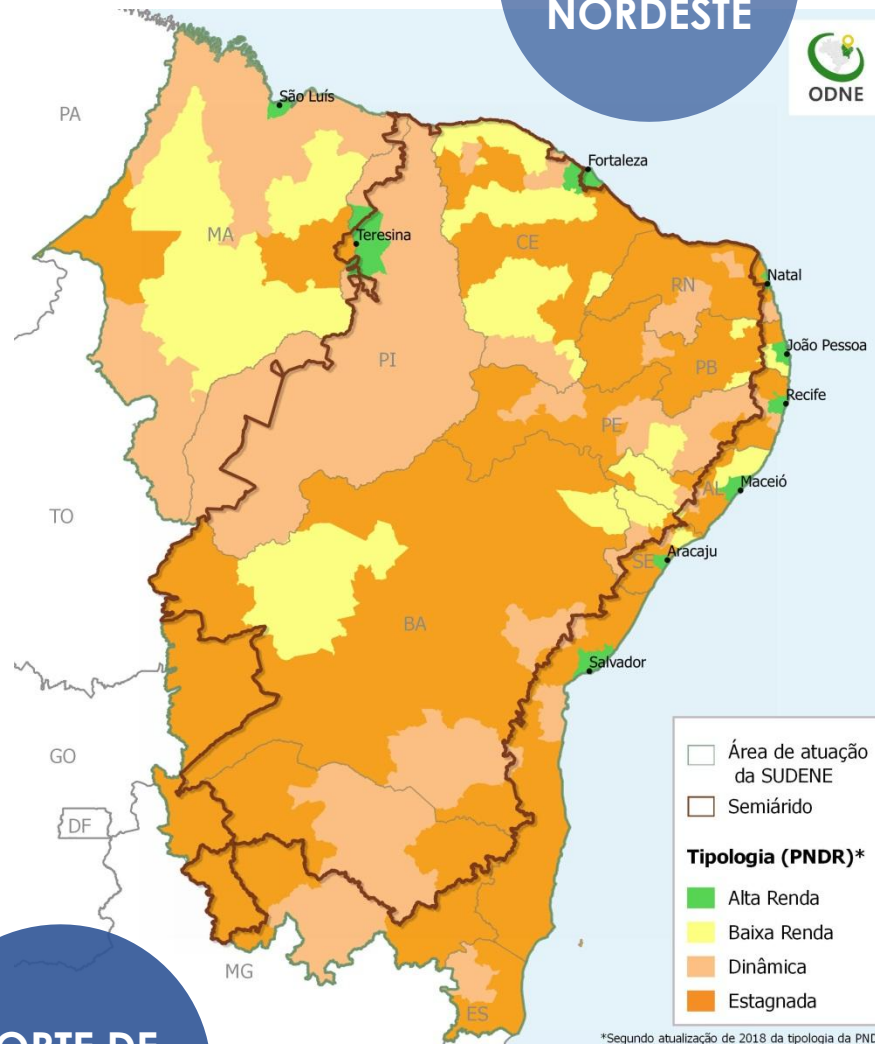 NORDESTE
ODNE
PA
São Luís
Fortaleza
MA
Teresina
CE
RN
Natal
PI
João Pessoa
PB
Recife
PE
AL
Maceió
TO
SE
Aracaju
BA
Salvador
GO
DF
MG
ES
Área de atuação
da SUDENE
Semiárido
Tipologia (PNDR)*
Alta Renda
Baixa Renda
Dinâmica
Estagnada
DE
*Segundo atualização de 2018 da tipologia da